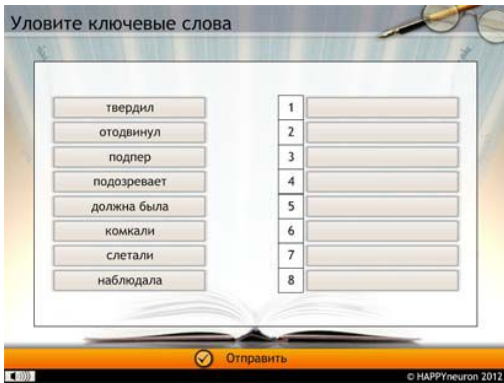 Уловите ключевые слова
твердил
отодвинул
подпер
подозревает
должна была
комкали
слетали
наблюдала
1
2
3
4
5
6
7
8
Отправить
© HAPPYneuron 2012